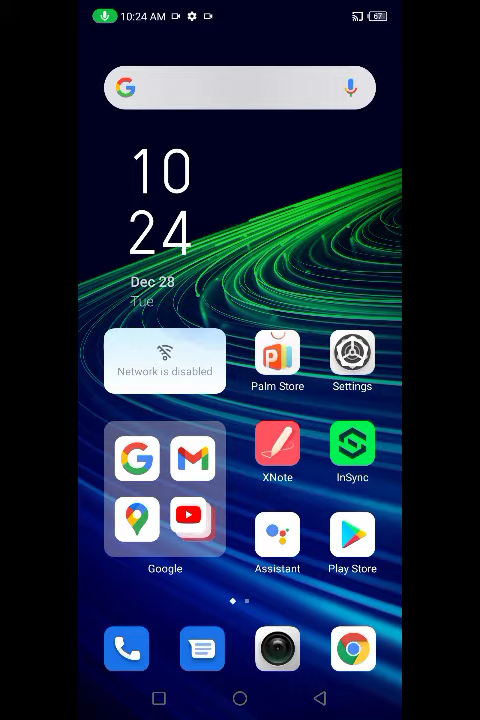 10:24 AM
67
10
24
Dec 28
Tue
Network is disabled
Palm Store
Settings
XNote
InSync
Google
Assistant
Play Store